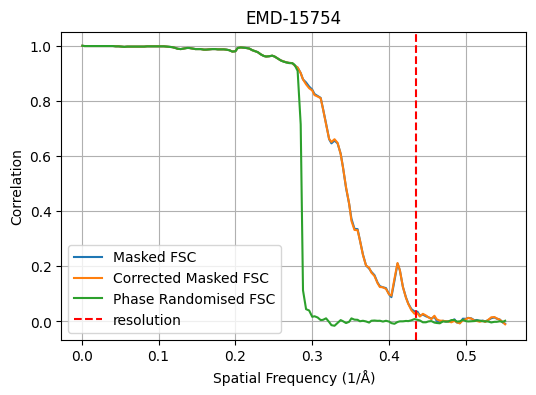 EMD-15754
1.0
0.8
0.6
0.4
0.2
0.0
Correlation
Masked FSC
Corrected Masked FSC
Phase Randomised FSC
resolution
0.0 0.1 0.2 0.3 0.4 0.5
Spatial Frequency (1/Å)